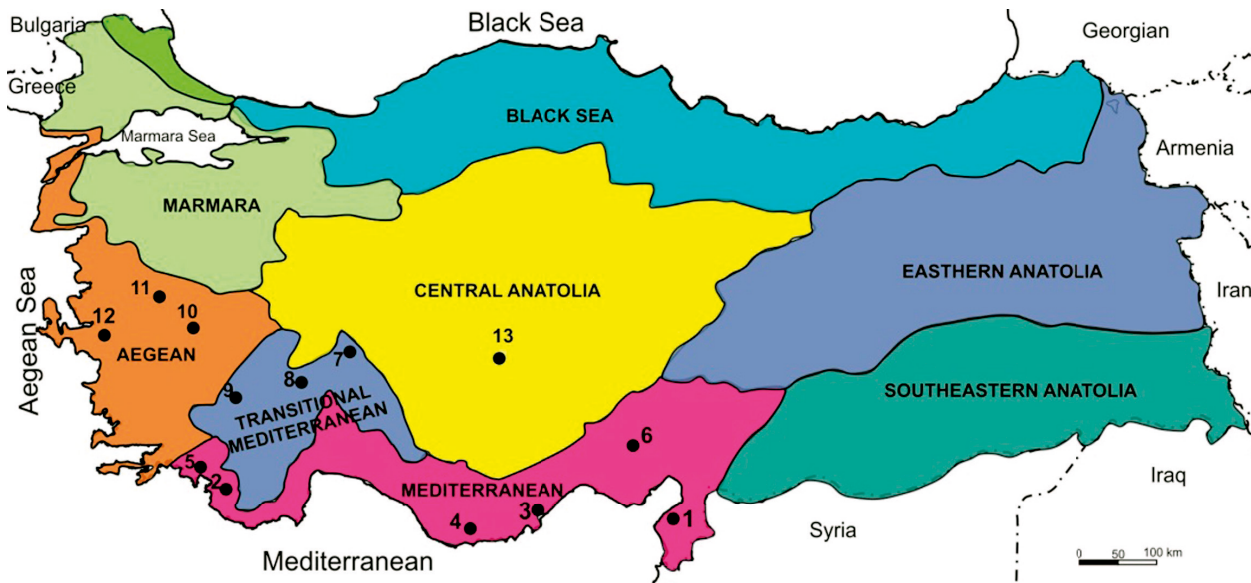 Bulgaria
Black Sea
Georgian
Greece
Marmara Sea
BLACK SEA
Armenia
MARMARA
Aegean Sea
EASTHERN ANATOLIA
Iran
CENTRAL ANATOLIA
11
10
12
13
AEGEAN
7
8
9
SOUTHEASTERN ANATOLIA
TRANSITIONAL
MEDITERRANEAN
6
5
2
MEDITERRANEAN
3
4
1
Iraq
Syria
Mediterranean
0 50 100 km